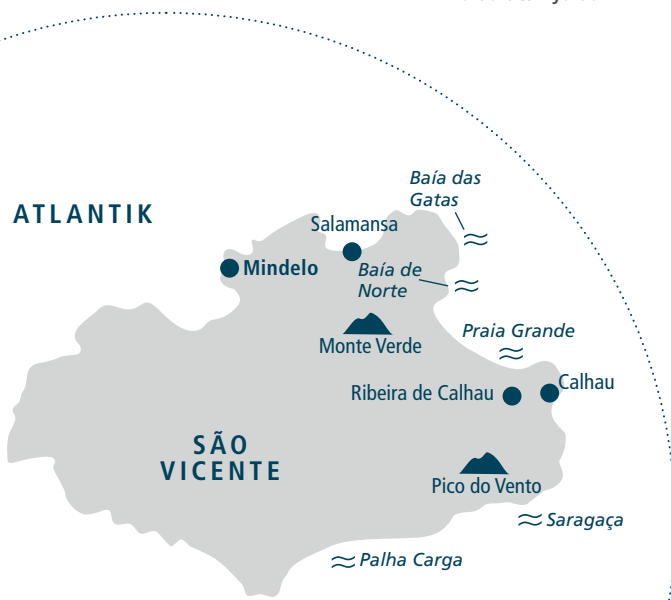 Baía das
Gatas
ATLANTIK
Salamansa
Mindelo
Baía de
Norte
Praia Grande
Monte Verde
Calhau
Ribeira de Calhau
SÃO
VICENTE
Pico do Vento
Saragaça
Palha Carga